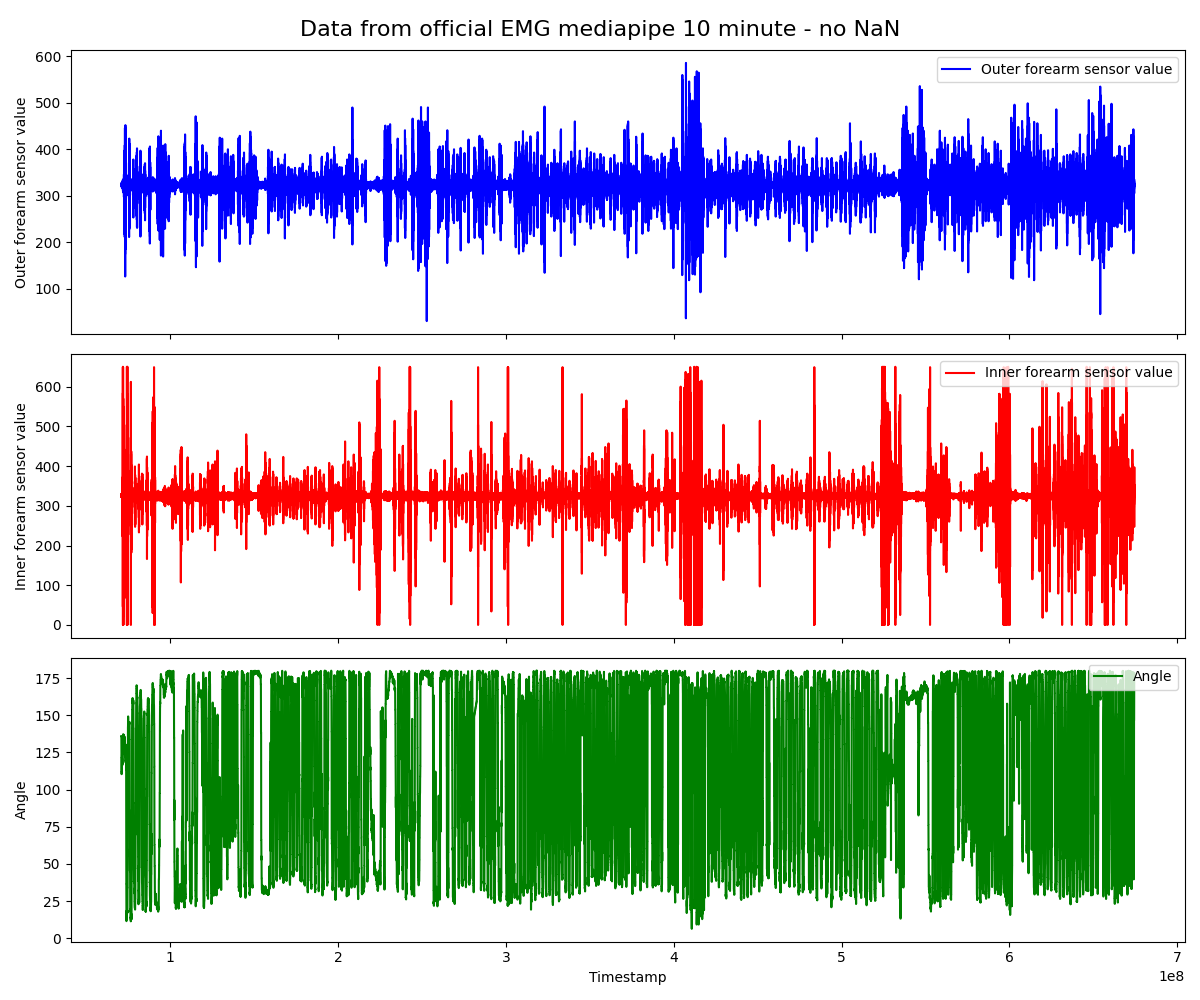 Data from official EMG mediapipe 10 minute - no NaN
Outer forearm sensor value
600
500
400
300
200
100
Outer forearm sensor value
Inner forearm sensor value
600
500
400
300
200
100
0
Inner forearm sensor value
Angle
175
150
125
100
75
50
25
0
Angle
1 2 3 4 5 6 7
1e8
Timestamp